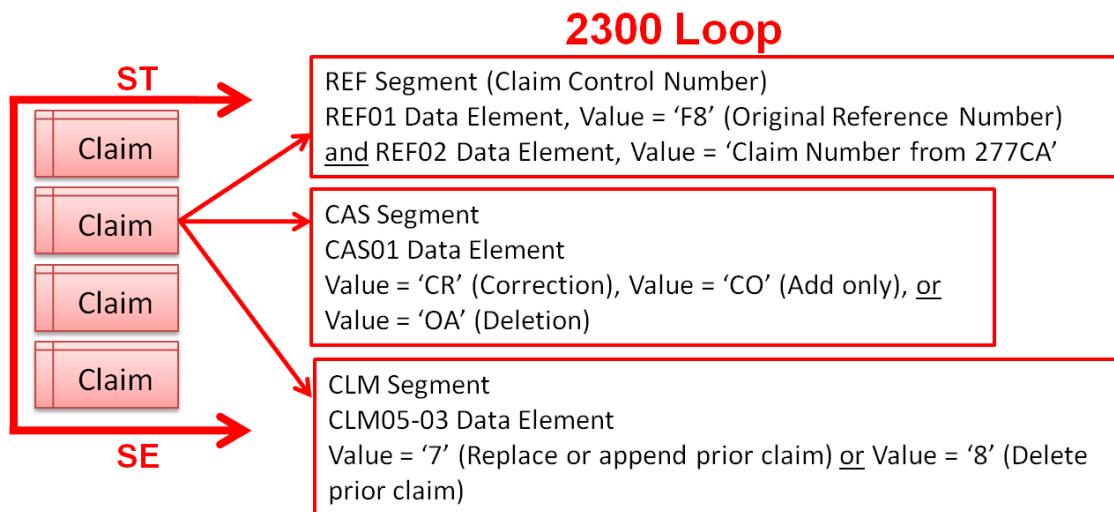 2300 Loop
ST
Claim
Claim
Claim
Claim
SE
REF Segment (Claim Control Number)
REF01 Data Element, Value = ‘F8’ (Original Reference Number)
and REF02 Data Element, Value = ‘Claim Number from 277CA’
CAS Segment
CAS01 Data Element
Value = ‘CR’ (Correction), Value = ‘CO’ (Add only), or
Value = ‘OA’ (Deletion)
CLM Segment
CLM05-03 Data Element
Value = ‘7’ (Replace or append prior claim) or Value = ‘8’ (Delete
prior claim)